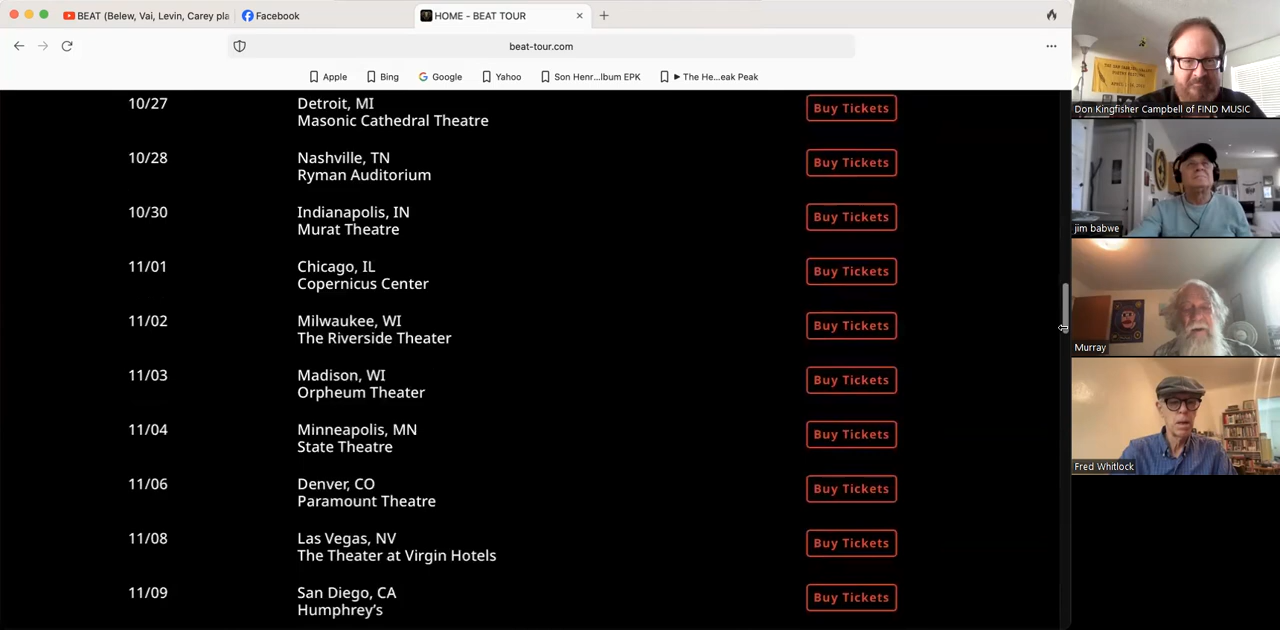 BEAT (Belew, Vai, Levin, Carey pla
Facebook
HOME - BEAT TOUR
beat-tour.com
Apple
Bing
Google
Yahoo
Son Henr...lbum EPK
▶ The He...eak Peak
10/27
Detroit, MI
Masonic Cathedral Theatre
Buy Tickets
10/28
Nashville, TN
Ryman Auditorium
Buy Tickets
10/30
Indianapolis, IN
Murat Theatre
Buy Tickets
11/01
Chicago, IL
Copernicus Center
Buy Tickets
11/02
Milwaukee, WI
The Riverside Theater
Buy Tickets
11/03
Madison, WI
Orpheum Theater
Buy Tickets
11/04
Minneapolis, MN
State Theatre
Buy Tickets
11/06
Denver, CO
Paramount Theatre
Buy Tickets
11/08
Las Vegas, NV
The Theater at Virgin Hotels
Buy Tickets
11/09
San Diego, CA
Humphrey's
Buy Tickets
Don Kingfisher Campbell of FIND MUSIC
jim babwe
Murray
Fred Whitlock